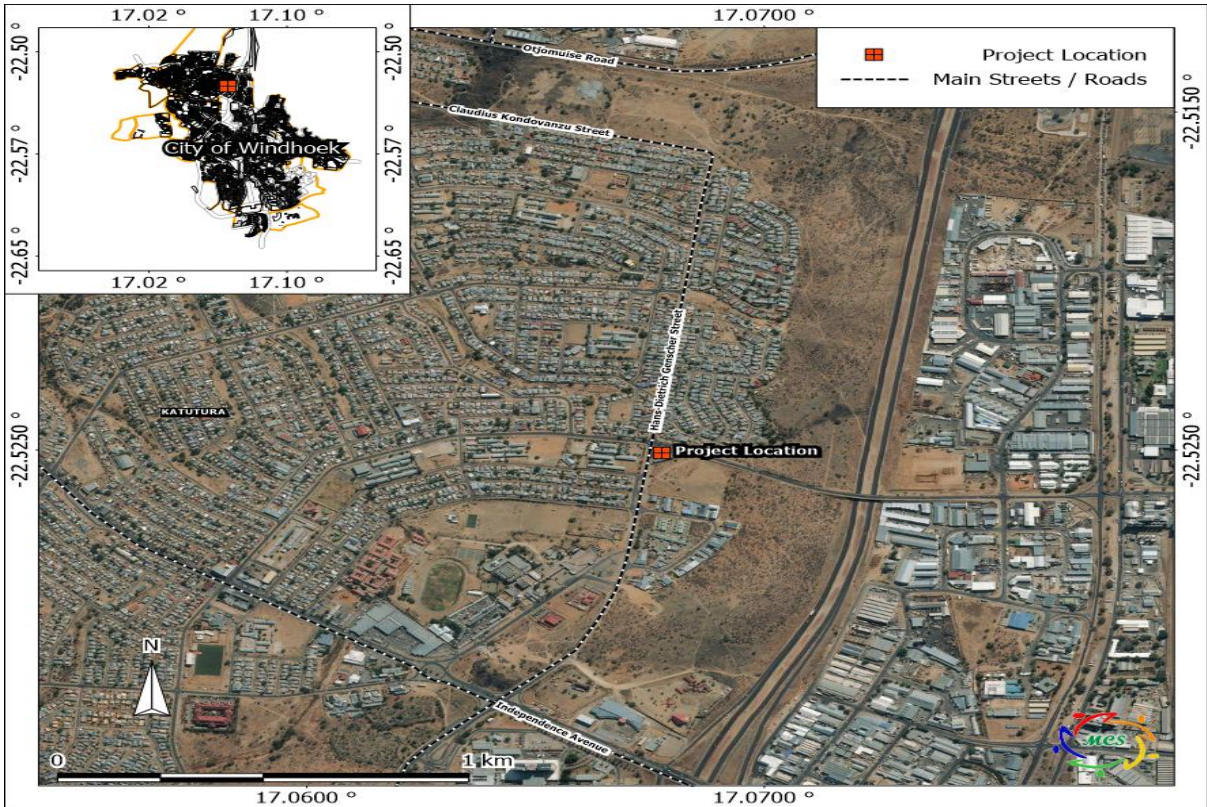 17.02 °
17.10 °
17.0700 °
-22.50
-22.57
-22.65
-22.50
-22.57
-22.65
City of Windhoek
17.02 °
17.10 °
Project Location
Main Streets / Roads
Otjomuise Road
Claudius Kondovanzu Street
-22.5150 °
Hans-Dietrich Genscher Street
KATUTURA
Project Location
-22.5250 °
-22.5250 °
N
Independence Avenue
0
1 km
MCS
17.0600 °
17.0700 °